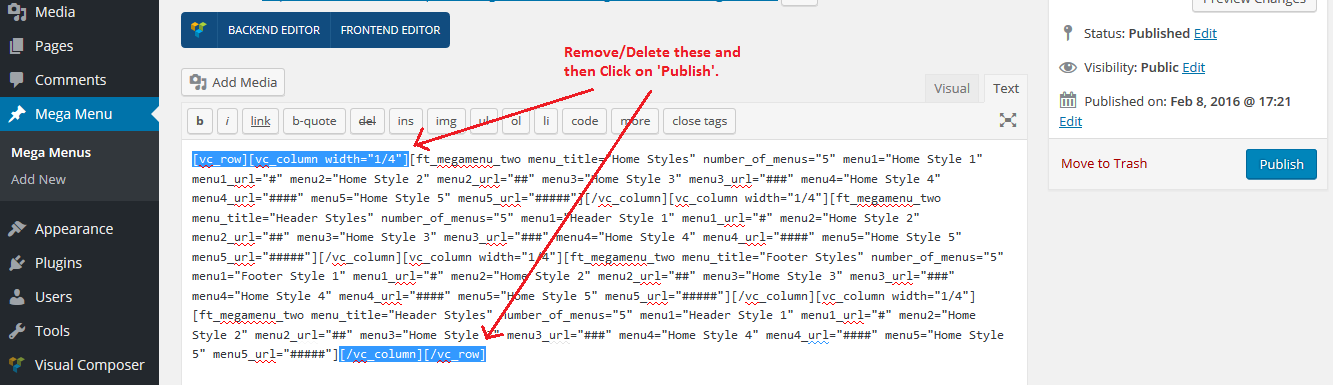 Media
Pages
Comments
Mega Menu
Mega Menus
Add New
Appearance
Plugins
Users
Tools
Visual Composer
BACKEND EDITOR
FRONTEND EDITOR
Remove/Delete these and
then Click on 'Publish'.
Add Media
Visual
Text
b
i
link
b-quote
del
ins
img
ul
ol
li
code
more
close tags
[vc_row][vc_column width="1/4"][ft_megamenu_two menu_title="Home Styles" number_of_menus="5" menu1="Home Style 1"
menu1_url="#" menu2="Home Style 2" menu2_url="##" menu3="Home Style 3" menu3_url="###" menu4="Home Style 4"
menu4_url="####" menu5="Home Style 5" menu5_url="#####"][/vc_column][vc_column width="1/4"][ft_megamenu_two
menu_title="Header Styles" number_of_menus="5" menu1="Header Style 1" menu1_url="#" menu2="Home Style 2"
menu2_url="##" menu3="Home Style 3" menu3_url="###" menu4="Home Style 4" menu4_url="####" menu5="Home Style 5"
menu5_url="#####"][/vc_column][vc_column width="1/4"][ft_megamenu_two menu_title="Footer Styles" number_of_menus="5"
menu1="Footer Style 1" menu1_url="#" menu2="Home Style 2" menu2_url="##" menu3="Home Style 3" menu3_url="###"
menu4="Home Style 4" menu4_url="####" menu5="Home Style 5" menu5_url="#####"][/vc_column][vc_column width="1/4"]
[ft_megamenu_two menu_title="Header Styles" number_of_menus="5" menu1="Header Style 1" menu1_url="#" menu2="Home
Style 2" menu2_url="##" menu3="Home Style menu3_url="###" menu4="Home Style 4" menu4_url="####" menu5="Home Style
5" menu5_url="#####"][/vc_column][/vc_row]
Preview Changes
Status: Published Edit
Visibility: Public Edit
Published on: Feb 8, 2016 @ 17:21
Edit
Move to Trash
Publish